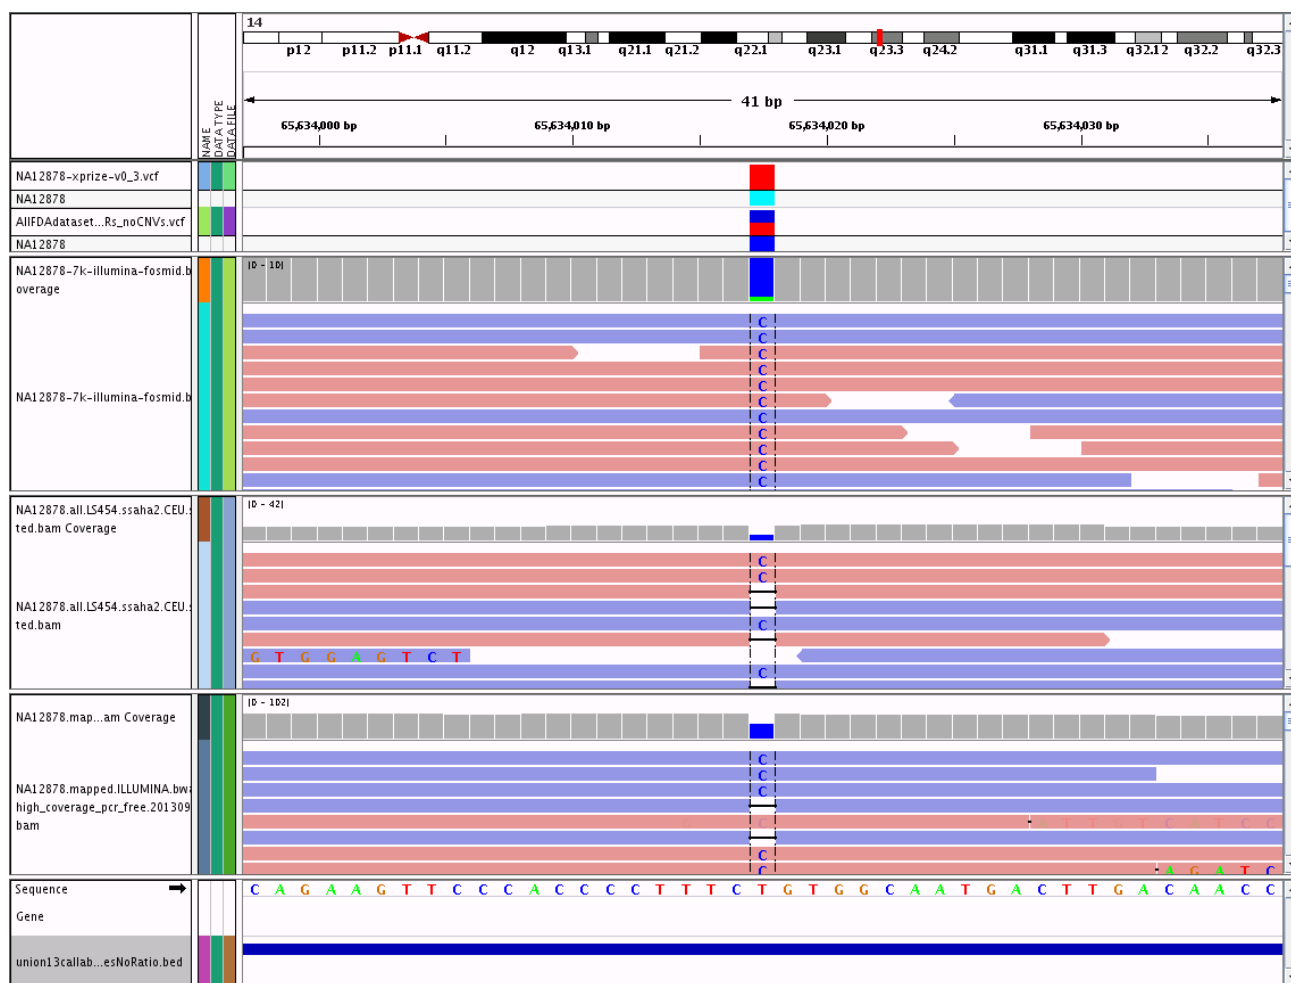 14
p12 p11.2 p11.1 q11.2 q12 q13.1 q21.1 q21.2 q22.1 q23.1 q23.3 q24.2 q31.1 q31.3 q32.12 q32.2 q32.3
41 bp
65,634,000 bp 65,634,010 bp 65,634,020 bp 65,634,030 bp
NAME
DATA TYPE
DATA FILE
NA12878-xprize-v0_3.vcf
NA12878
AllFDAdataset...Rs_noCNVs.vcf
NA12878
NA12878-7k-illumina-fosmid.b
overage
[0 - 10]
C
C
C
C
C
C
C
C
C
C
C
NA12878-7k-illumina-fosmid.b
NA12878.all.LS454.ssaha2.CEU.s
ted.bam Coverage
[0 - 42]
C
C
C
NA12878.all.LS454.ssaha2.CEU.s
ted.bam
G T G G A G T C T
C
NA12878.map...am Coverage
[0 - 102]
C
C
C
NA12878.mapped.ILLUMINA.bwa
high_coverage_pcr_free.201309
bam
C A T T G T C A T C C
C
C A G A T C
Sequence C A G A A G T T C C C A C C C C T T T C T G T G G C A A T G A C T T G A C A A C C
Gene
union13callab...esNoRatio.bed